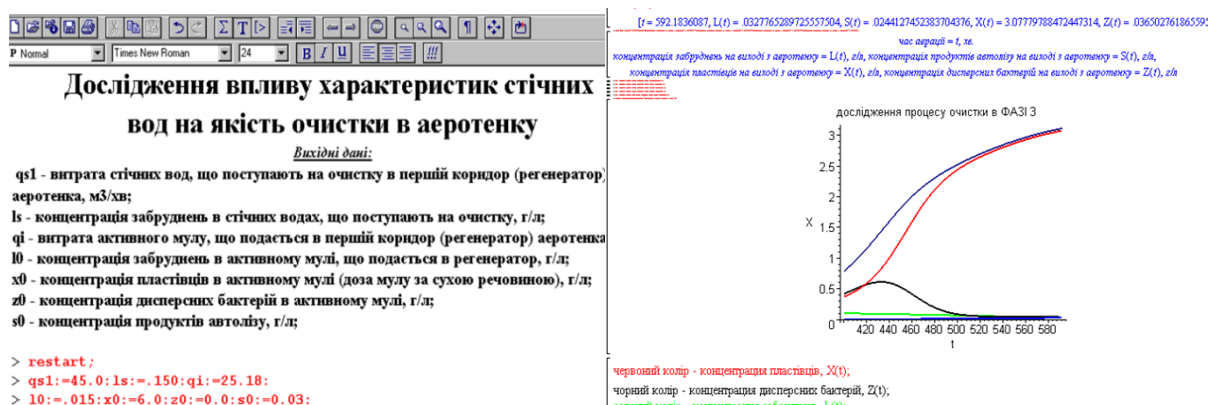 Normal
Times New Roman
24
B I U
Дослідження впливу характеристик стічних
вод на якість очистки в аеротенку
Вихідні дані:
qs1 - витрата стічних вод, що поступають на очистку в першій коридор (регенератор)
аеротенка, м3/хв;
ls - концентрація забруднень в стічних водах, що поступають на очистку, г/л;
qi - витрата активного мулу, що подається в першій коридор (регенератор) аеротенка
l0 - концентрація забруднень в активному мулі, що подається в регенератор, г/л;
x0 - концентрація пластівців в активному мулі (доза мулу за сухою речовиною), г/л;
z0 - концентрація дисперсних бактерій в активному мулі, г/л;
s0 - концентрація продуктів автолізу, г/л;
> restart;
> qs1:=45.0:ls:=.150:qi:=25.18:
> l0:=.015:x0:=6.0:z0:=0.0:s0:=0.03:
[t = 592.1836087, L(t) = .0327765289725557504, S(t) = .0244127452383704376, X(t) = 3.07779788472447314, Z(t) = .036502761865595
час аерації = t, хв.
концентрація забруднень на виході з аеротенку = L(t), г/л, концентрація продуктів автолізу на виході з аеротенку = S(t), г/л,
концентрація пластівців на виході з аеротенку = X(t), г/л, концентрація дисперсних бактерій на виході з аеротенку = Z(t), г/л
дослідження процесу очистки в ФАЗІ 3
3
2.5
2
X
1.5
1
0.5
0
420 440 460 480 500 520 540 560 580
t
червоний колір - концентрация пластівців, X(t);
чорний колір - концентрация дисперсних бактерій, Z(t);